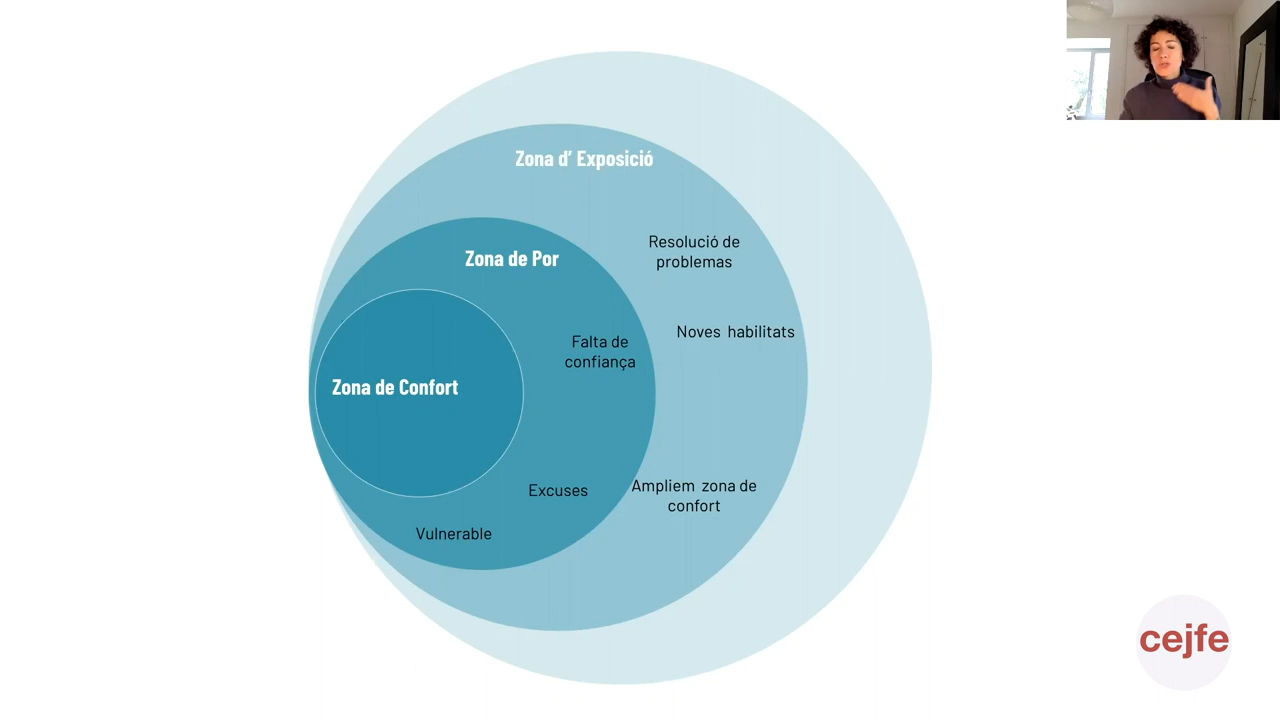 Zona d’ Exposició
Resolució de
problemas
Zona de Por
Noves habilitats
Falta de
confiança
Zona de Confort
Ampliem zona de
confort
Excuses
Vulnerable
cejfe